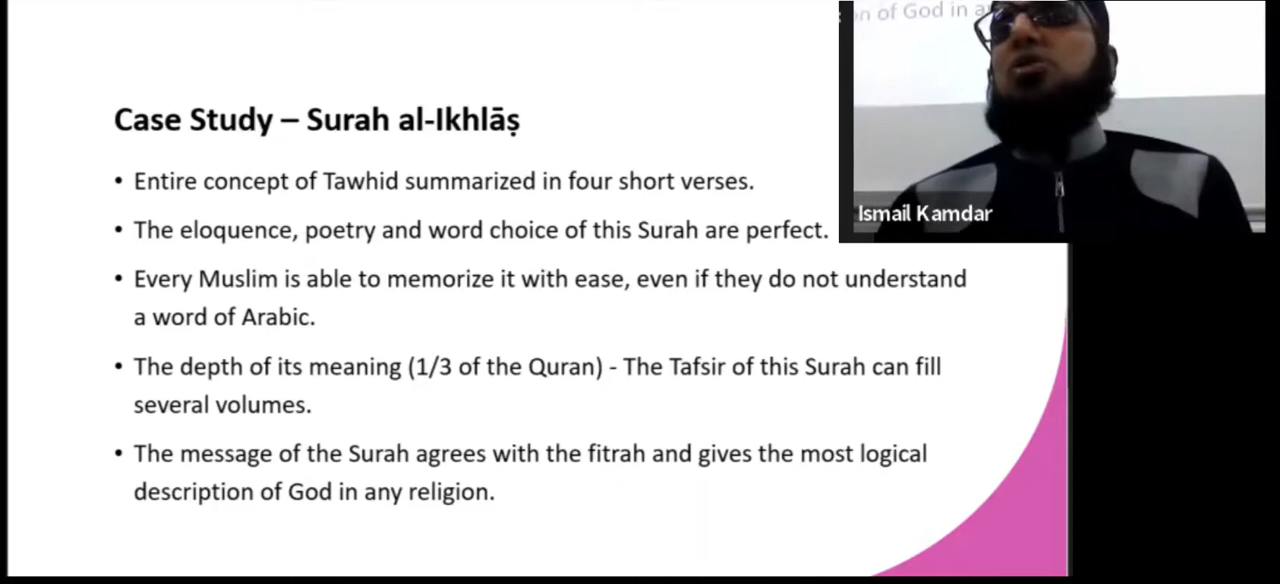 Case Study – Surah al-Ikhlāṣ
• Entire concept of Tawhid summarized in four short verses.
• The eloquence, poetry and word choice of this Surah are perfect.
• Every Muslim is able to memorize it with ease, even if they do not understand
a word of Arabic.
• The depth of its meaning (1/3 of the Quran) - The Tafsir of this Surah can fill
several volumes.
• The message of the Surah agrees with the fitrah and gives the most logical
description of God in any religion.
of God in
Ismail Kamdar